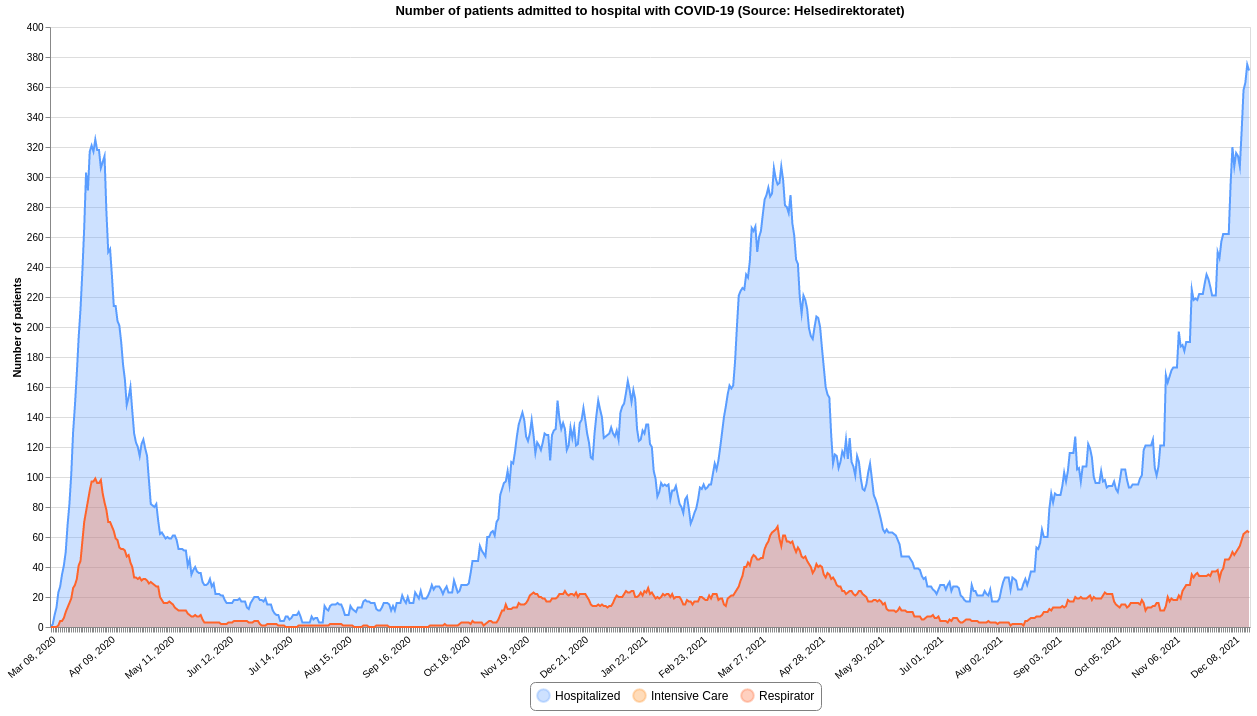 Number of patients admitted to hospital with COVID-19 (Source: Helsedirektoratet)
Number of patients
400
380
360
340
320
300
280
260
240
220
200
180
160
140
120
100
80
60
40
20
0
Mar 08, 2020
Apr 09, 2020
May 11, 2020
Jun 12, 2020
Jul 14, 2020
Aug 15, 2020
Sep 16, 2020
Oct 18, 2020
Nov 19, 2020
Dec 21, 2020
Jan 22, 2021
Feb 23, 2021
Mar 27, 2021
Apr 28, 2021
May 30, 2021
Jul 01, 2021
Aug 02, 2021
Sep 03, 2021
Oct 05, 2021
Nov 06, 2021
Dec 08, 2021
Hospitalized Intensive Care Respirator